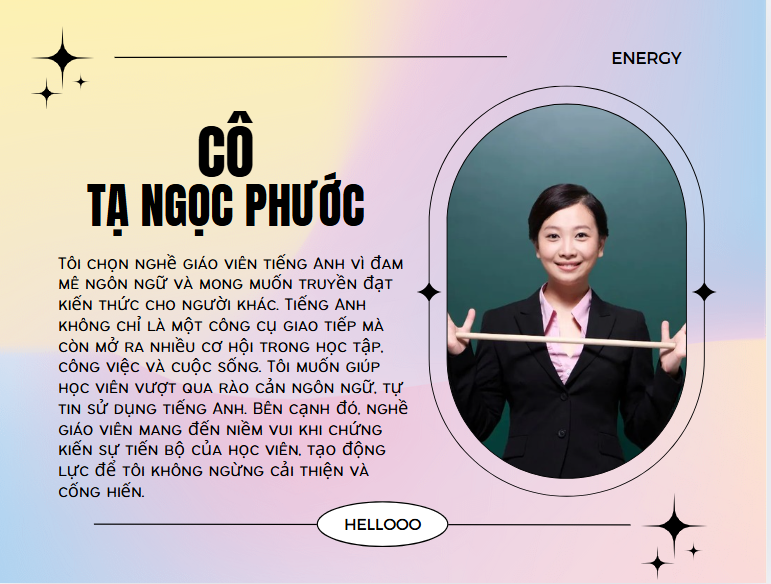 ENERGY
CÔ
TẠ NGỌC PHƯỚC
Tôi chọn nghề giáo viên tiếng Anh vì đam
mê ngôn ngữ và mong muốn truyền đạt
kiến thức cho người khác. Tiếng Anh
không chỉ là một công cụ giao tiếp mà
còn mở ra nhiều cơ hội trong học tập,
công việc và cuộc sống. Tôi muốn giúp
học viên vượt qua rào cản ngôn ngữ, tự
tin sử dụng tiếng Anh. Bên cạnh đó, nghề
giáo viên mang đến niềm vui khi chứng
kiến sự tiến bộ của học viên, tạo động
lực để tôi không ngừng cải thiện và
cống hiến.
HELLOOO